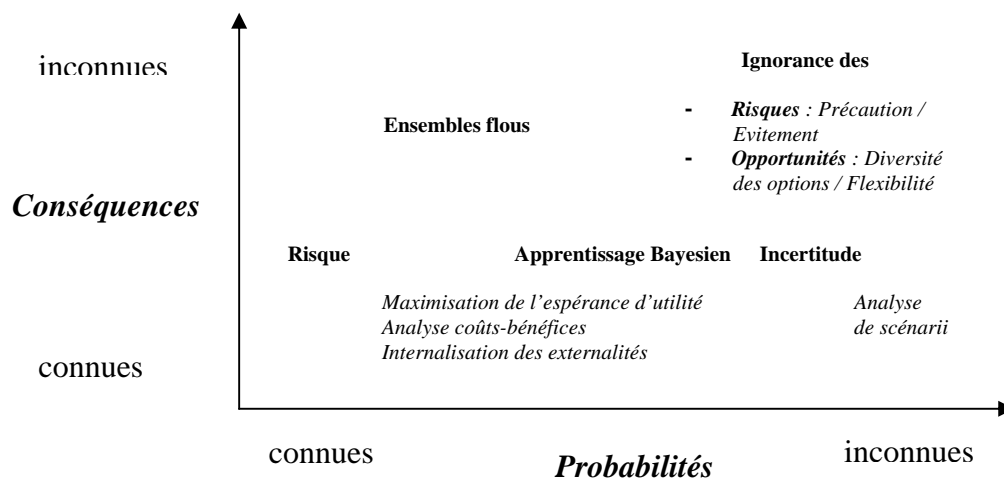 inconnues
Ignorance des
Ensembles flous
- Risques : Précaution /
Evitement
- Opportunités : Diversité
des options / Flexibilité
Conséquences
Risque
Apprentissage Bayesien
Incertitude
Maximisation de l’espérance d’utilité
Analyse coûts-bénéfices
Internalisation des externalités
Analyse
de scénarii
connues
connues
Probabilités
inconnues